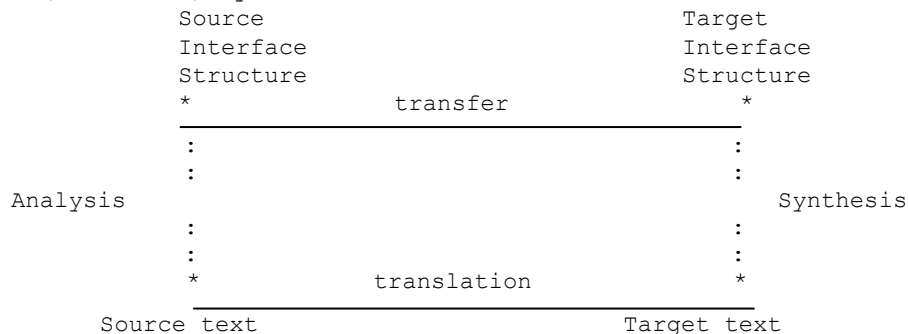 Source Target
Interface Interface
Structure Structure
* transfer *
: :
: :
Analysis Synthesis
: :
: :
* translation *
Source text Target text